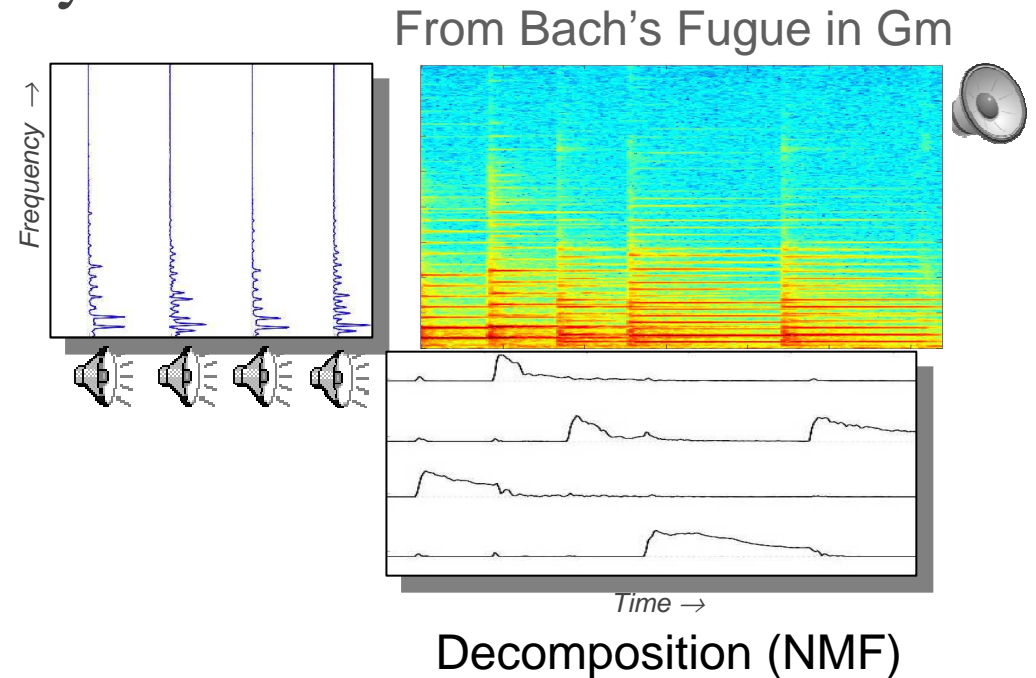 From Bach's Fugue in Gm
Frequency →
Time →
Decomposition (NMF)